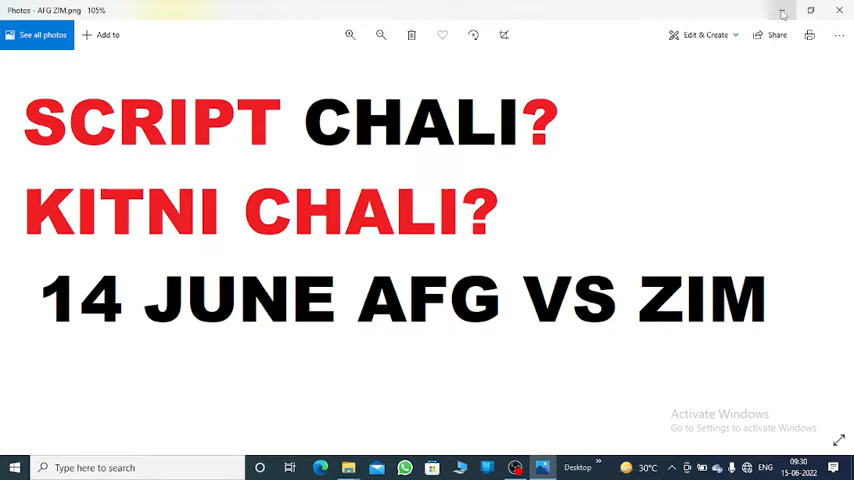 Photos - AFG ZIM.png 105%
See all photos + Add to Edit & Create Share
SCRIPT CHALI?
KITNI CHALI?
14 JUNE AFG VS ZIM
Activate Windows
Go to Settings to activate Windows.
Type here to search Desktop 30°C ENG 09:30
15-06-2022